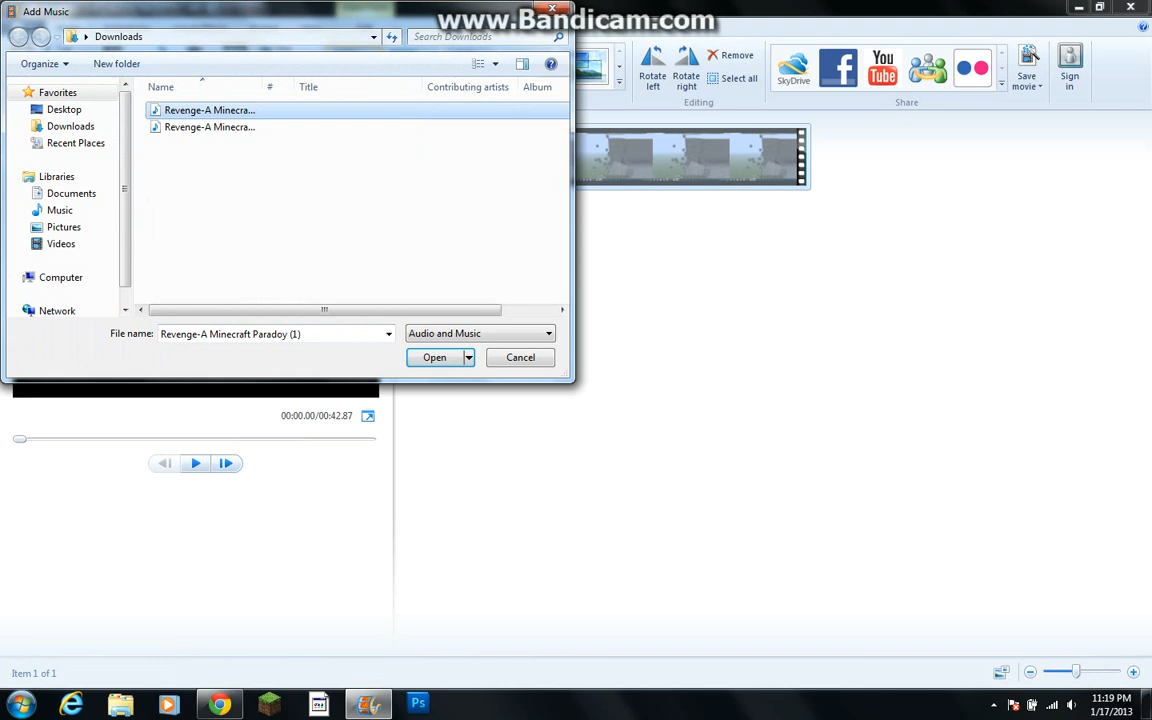 Add Music
www.Bandicam.com
Downloads
Search Downloads
Organize
New folder
Name
#
Title
Contributing artists
Album
Favorites
Desktop
Downloads
Recent Places
Libraries
Documents
Music
Pictures
Videos
Computer
Network
Revenge-A Minecra...
Revenge-A Minecra...
File name:
Revenge-A Minecraft Paradoy (1)
Audio and Music
Open
Cancel
Rotate left
Rotate right
Remove
Select all
Editing
SkyDrive
You Tube
Share
Save movie
Sign in
00:00.00/00:42.87
Item 1 of 1
Ps
11:19 PM
1/17/2013